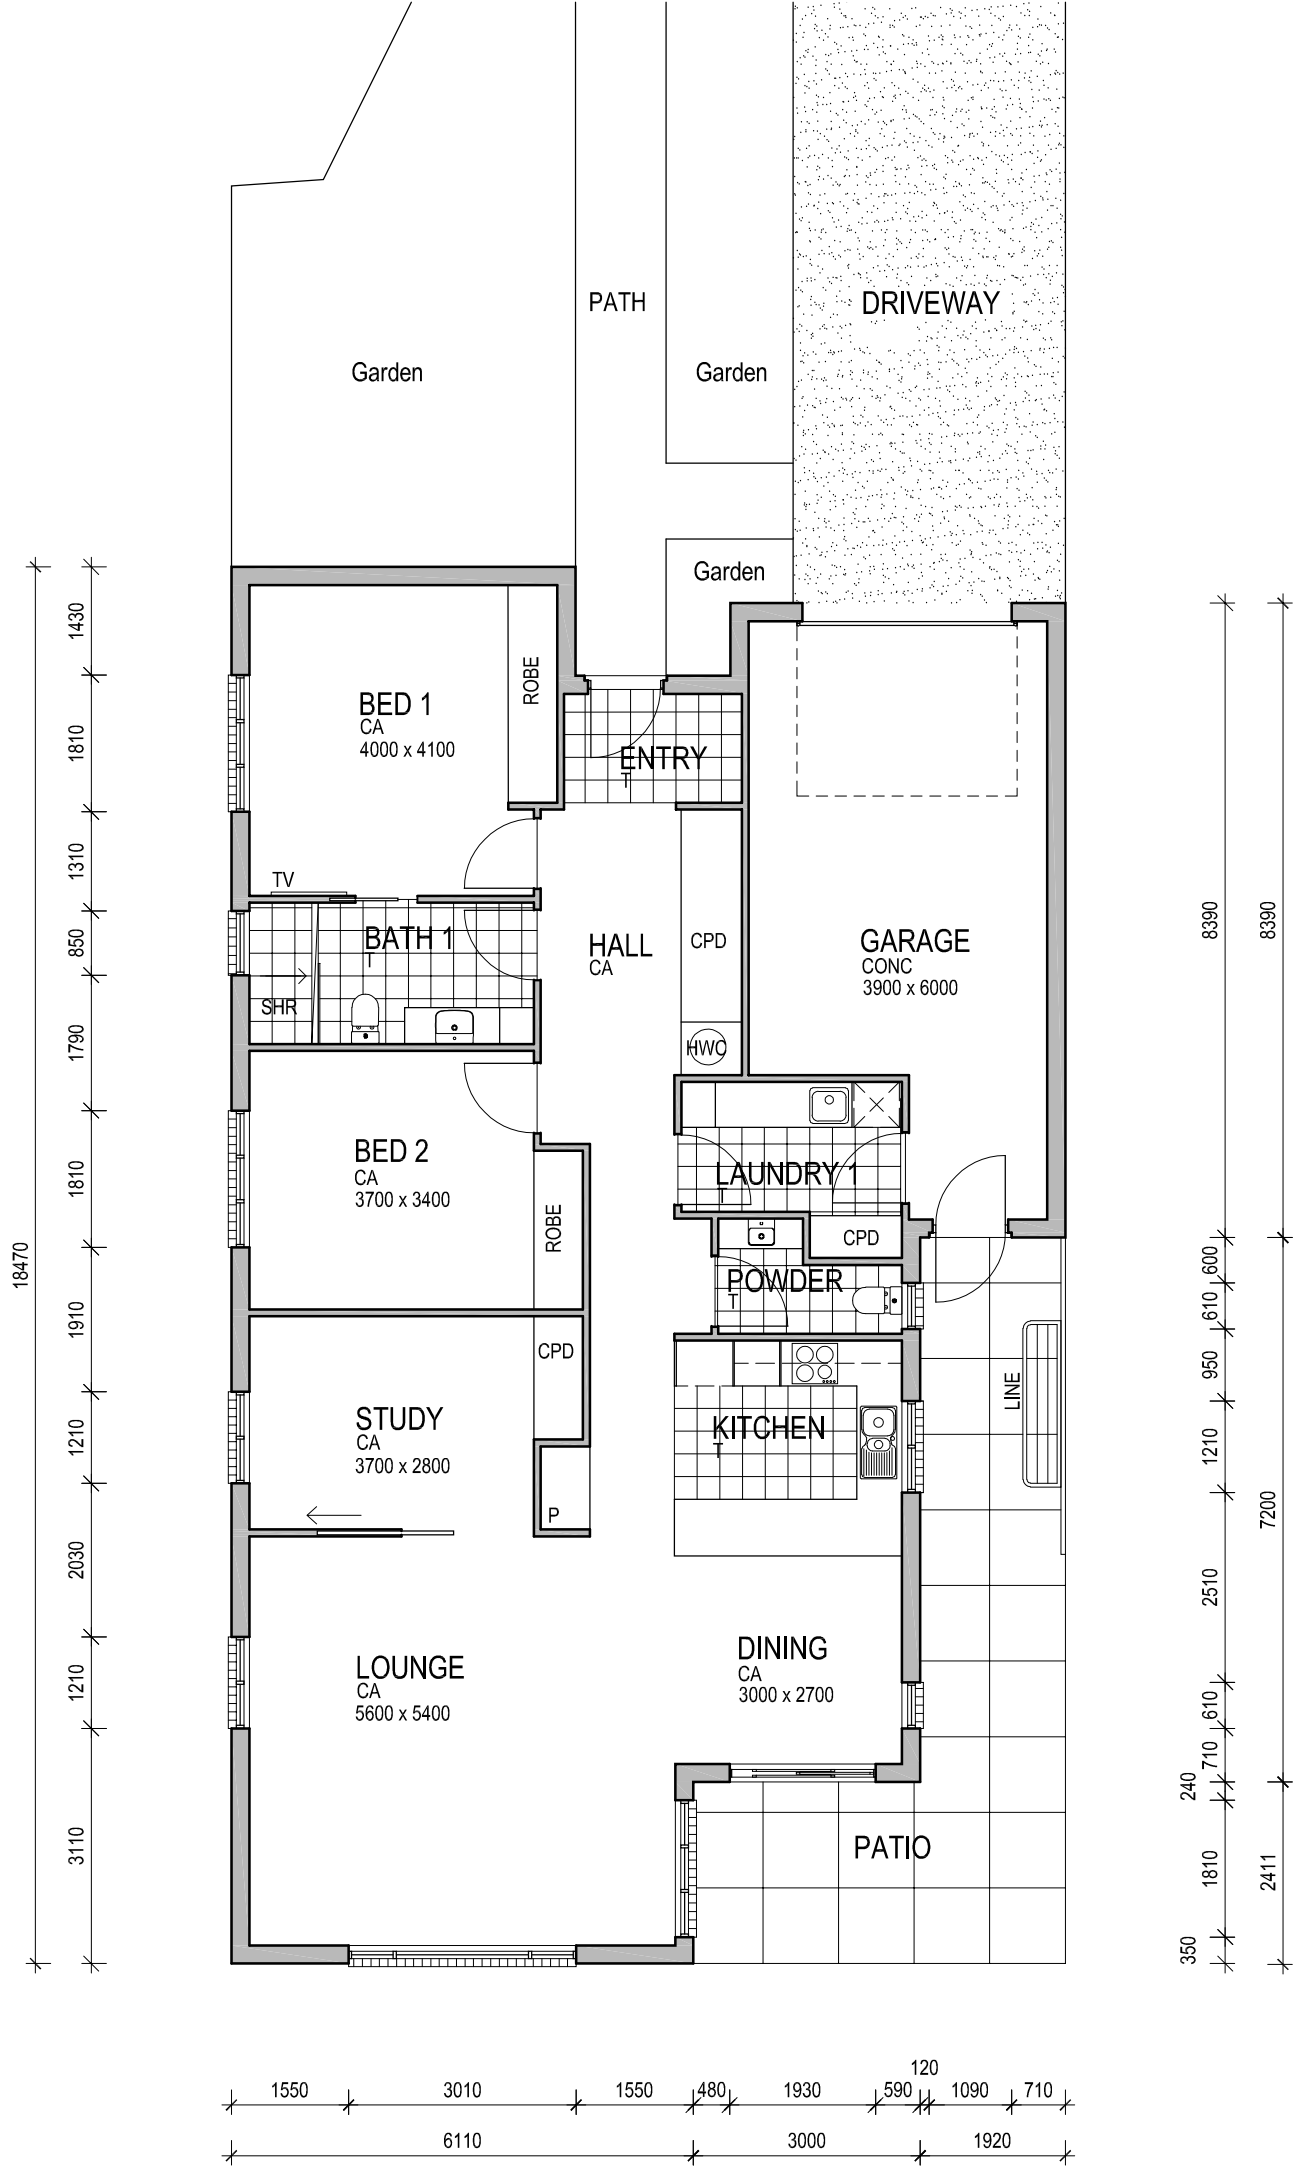 PATH
DRIVEWAY
Garden
Garden
Garden
BED 1
CA
4000 x 4100
ROBE
ENTRY
T
TV
BATH 1
T
SHR
HALL
CA
CPD
HWC
GARAGE
CONC
3900 x 6000
BED 2
CA
3700 x 3400
ROBE
LAUNDRY 1
T
CPD
POWDER
T
STUDY
CA
3700 x 2800
CPD
P
KITCHEN
T
LINE
LOUNGE
CA
5600 x 5400
DINING
CA
3000 x 2700
PATIO
18470
1430
1810
1310
850
1790
1810
1910
1210
2030
1210
3110
8390
600
610
950
1210
2510
610
710
240
1810
350
8390
7200
2411
120
1550 3010 1550 480 1930 590 1090 710
6110 3000 1920